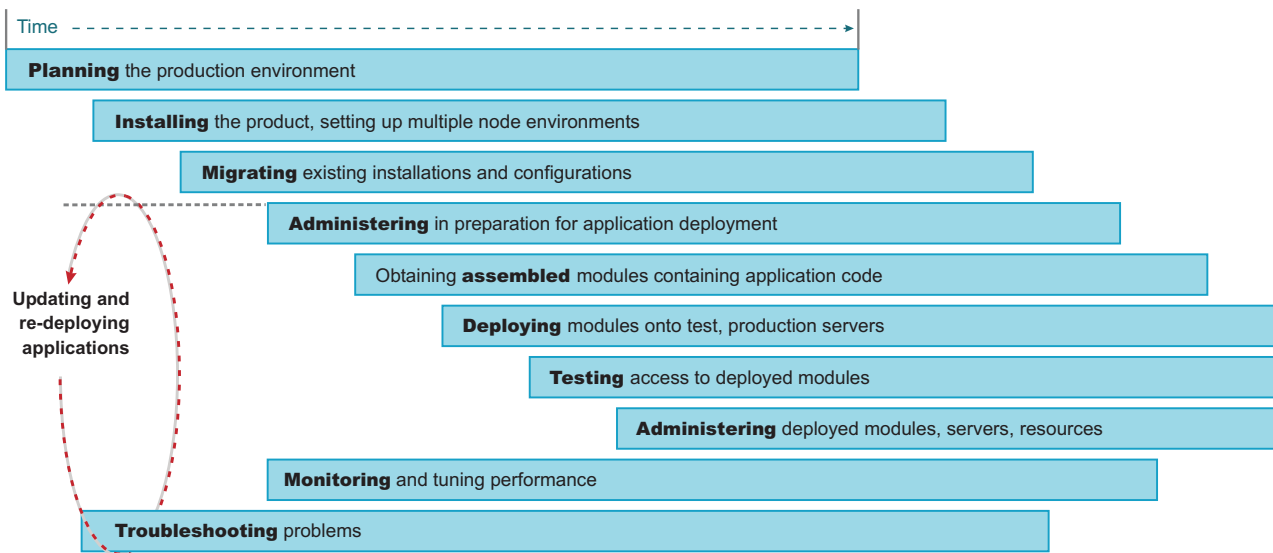 Time
Planning the production environment
Installing the product, setting up multiple node environments
Migrating existing installations and configurations
Administering in preparation for application deployment
Obtaining assembled modules containing application code
Updating and
re-deploying
applications
Deploying modules onto test, production servers
Testing access to deployed modules
Administering deployed modules, servers, resources
Monitoring and tuning performance
Troubleshooting problems